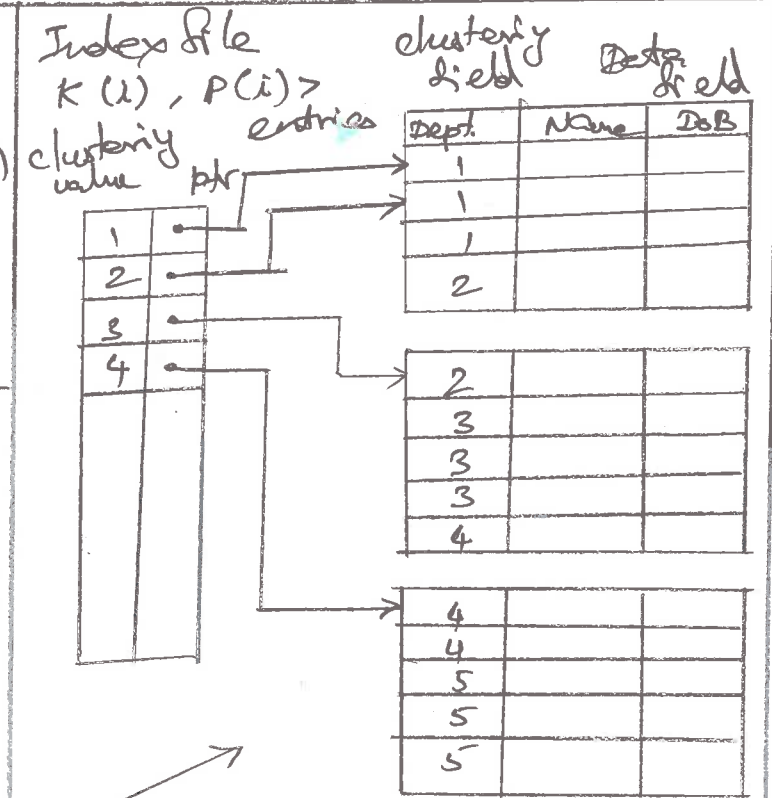 Index file
K(i), P(i)>
entries
clustering
value ptr
1
2
3
4
clustering
field
Data
field
Dept. Name DoB
1
1
1
2
2
3
3
3
4
4
4
5
5
5
)